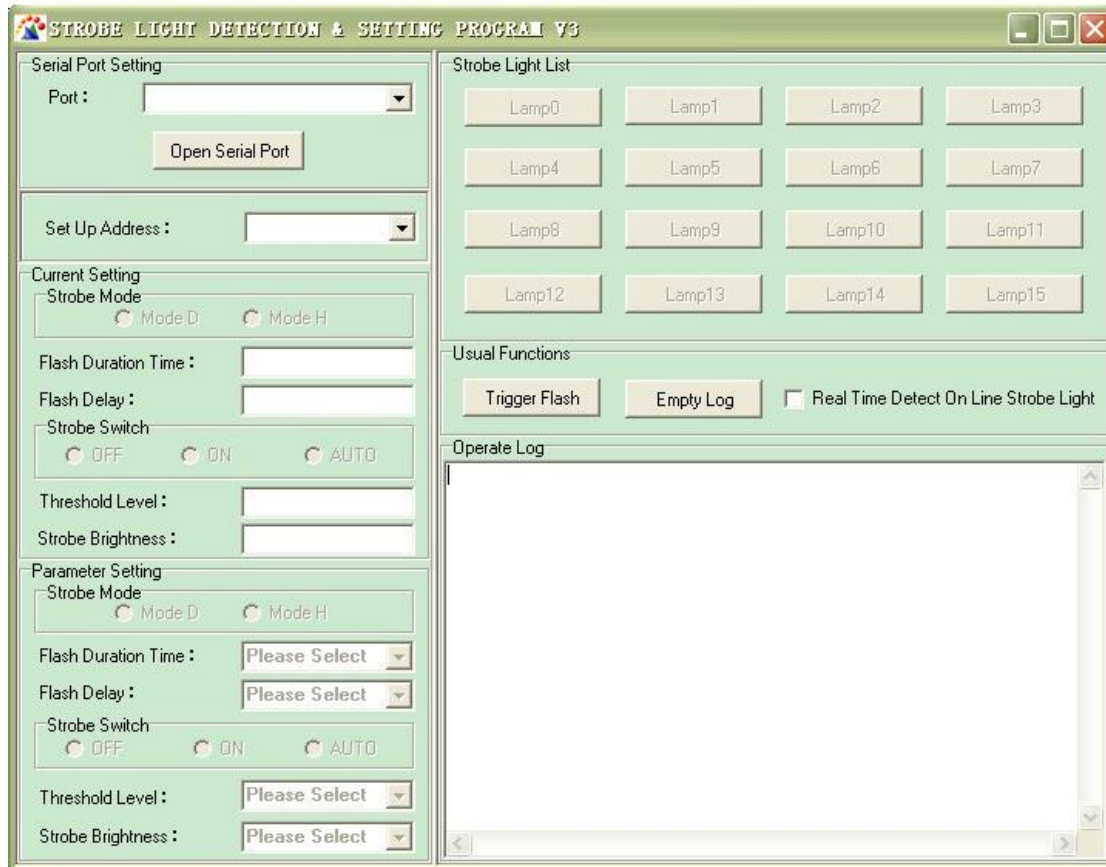 STROBE LIGHT DETECTION & SETTING PROGRAM V3
Serial Port Setting
Port:
Open Serial Port
Set Up Address:
Current Setting
Strobe Mode
Mode D Mode H
Flash Duration Time:
Flash Delay:
Strobe Switch
OFF ON AUTO
Threshold Level:
Strobe Brightness:
Parameter Setting
Strobe Mode
Mode D Mode H
Flash Duration Time: Please Select
Flash Delay: Please Select
Strobe Switch
OFF ON AUTO
Threshold Level: Please Select
Strobe Brightness: Please Select
Strobe Light List
Lamp0 Lamp1 Lamp2 Lamp3
Lamp4 Lamp5 Lamp6 Lamp7
Lamp8 Lamp9 Lamp10 Lamp11
Lamp12 Lamp13 Lamp14 Lamp15
Usual Functions
Trigger Flash Empty Log Real Time Detect On Line Strobe Light
Operate Log